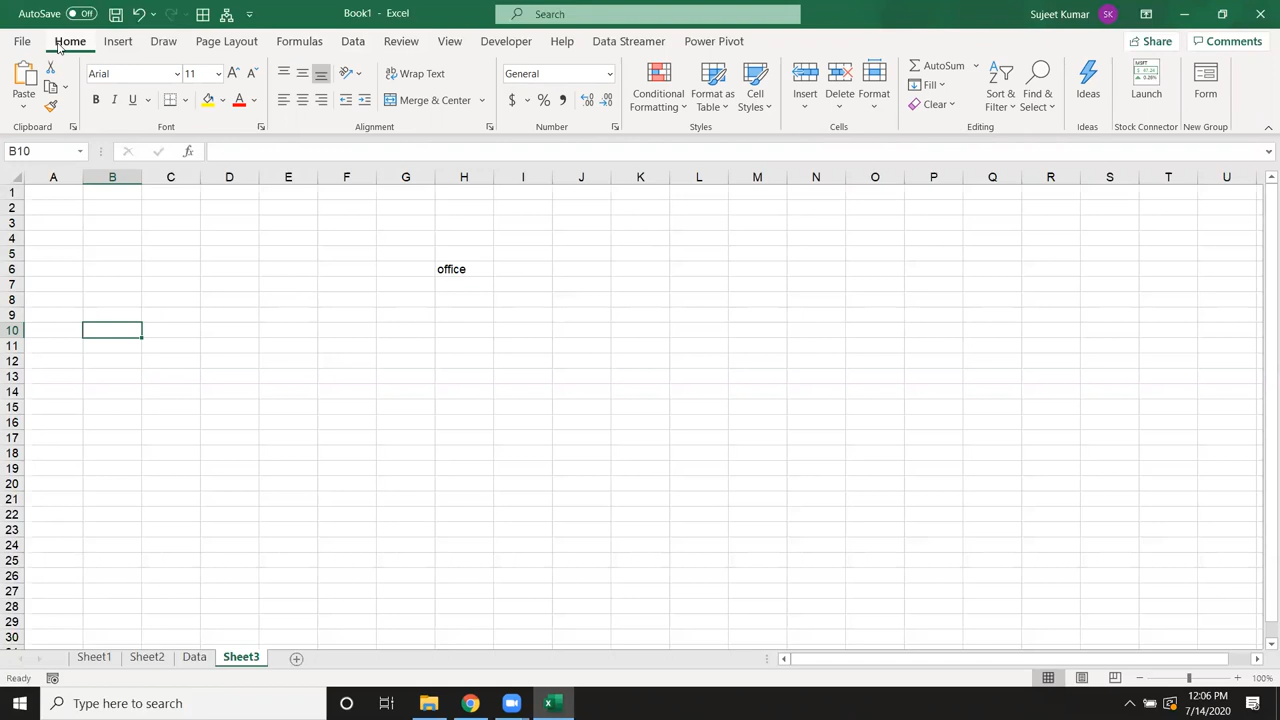 AutoSave Off Book1 - Excel Search Sujeet Kumar SK
File Home Insert Draw Page Layout Formulas Data Review View Developer Help Data Streamer Power Pivot Share Comments
Paste Arial 11 Wrap Text General Conditional Formatting Format as Table Cell Styles Insert Delete Format AutoSum Fill Clear Sort & Filter Find & Select Ideas Launch Form
B I U A Merge & Center $ % 9
Clipboard Font Alignment Number Styles Cells Editing Ideas Stock Connector New Group
B10 fx
A B C D E F G H I J K L M N O P Q R S T U
1
2
3
4
5
6 office
7
8
9
10
11
12
13
14
15
16
17
18
19
20
21
22
23
24
25
26
27
28
29
30
Sheet1 Sheet2 Data Sheet3
Ready 100%
Type here to search 12:06 PM
7/14/2020